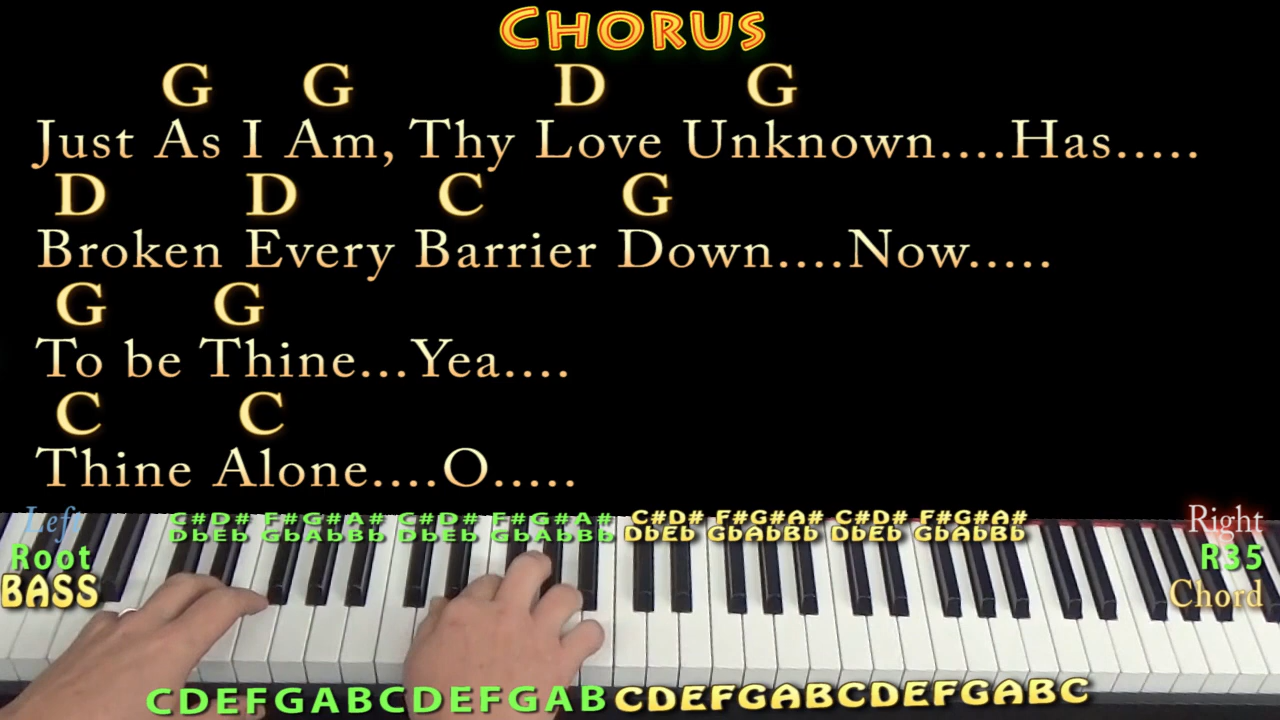 CHORUS
G G D G
Just As I Am, Thy Love Unknown....Has.....
D D C G
Broken Every Barrier Down....Now.....
G G
To be Thine...Yea....
C C
Thine Alone....O.....
Left
Root
BASS
C#D# F#G#A# C#D# F#G#A# C#D# F#G#A# C#D# F#G#A#
DbEb GbAbBb DbEb GbAbBb DbEb GbAbBb DbEb GbAbBb
Right
R35
Chord
CDEFGABCDEFGAB CDEFGABCDEFGABC